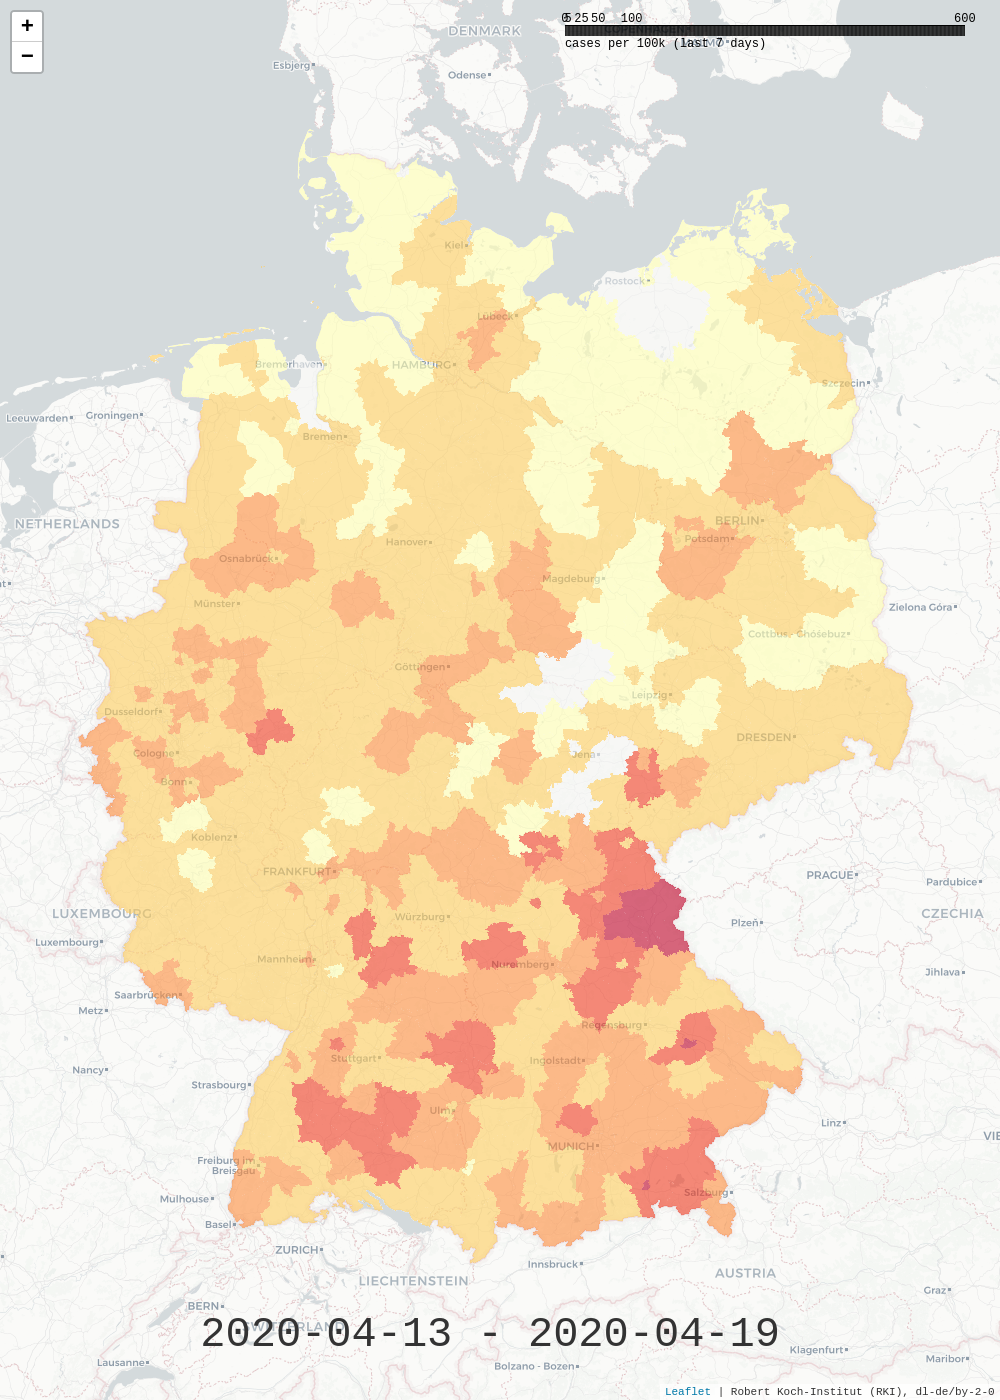 +
−
0 5 25 50 100 600
cases per 100k (last 7 days)
DENMARK
Esbjerg
Odense
Kiel
Rostock
Lübeck
Bremerhaven
HAMBURG
Szczecin
Leeuwarden
Groningen
Bremen
NETHERLANDS
BERLIN
Potsdam
Hanover
Osnabrück
Magdeburg
Münster
Zielona Góra
Cottbus - Chóśebuz
Göttingen
Leipzig
Dusseldorf
DRESDEN
Cologne
Jena
Bonn
Koblenz
FRANKFURT
PRAGUE
Pardubice
LUXEMBOURG
Würzburg
Plzeň
CZECHIA
Luxembourg
Mannheim
Nuremberg
Jihlava
Saarbrücken
Metz
Regensburg
Stuttgart
Ingolstadt
Nancy
Strasbourg
Ulm
Linz
VIE
MUNICH
Freiburg im
Breisgau
Salzburg
Mulhouse
Basel
ZURICH
Innsbruck
AUSTRIA
LIECHTENSTEIN
Graz
BERN
SWITZERLAND
2020-04-13 - 2020-04-19
Klagenfurt
Maribor
Lausanne
Bolzano - Bozen
Leaflet | Robert Koch-Institut (RKI), dl-de/by-2-0